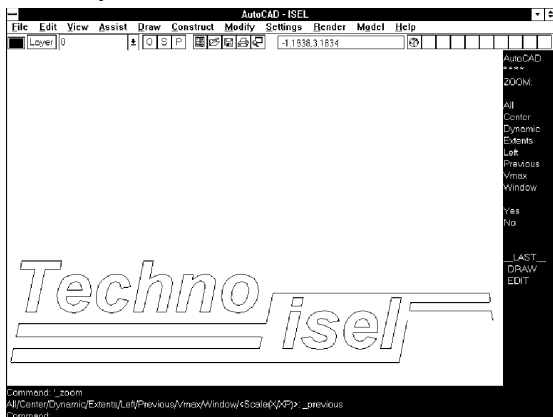 AutoCAD - ISEL
File Edit View Assist Draw Construct Modify Settings Render Model Help
Layer 0 O S P -1.1938,3.1834
AutoCAD
* * * *
ZOOM:
All
Center
Dynamic
Extents
Left
Previous
Vmax
Window
Yes
No
__LAST__
DRAW
EDIT
Techno
isel
Command: '_zoom
All/Center/Dynamic/Extents/Left/Previous/Vmax/Window/<Scale(X/XP)>: _previous
Command: